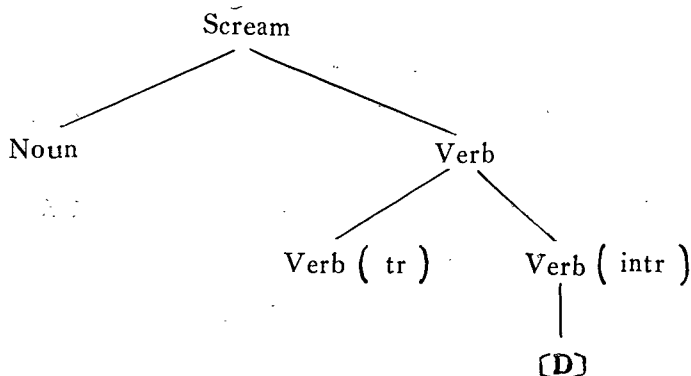 Scream
Noun
Verb
Verb ( tr )
Verb ( intr )
[D]